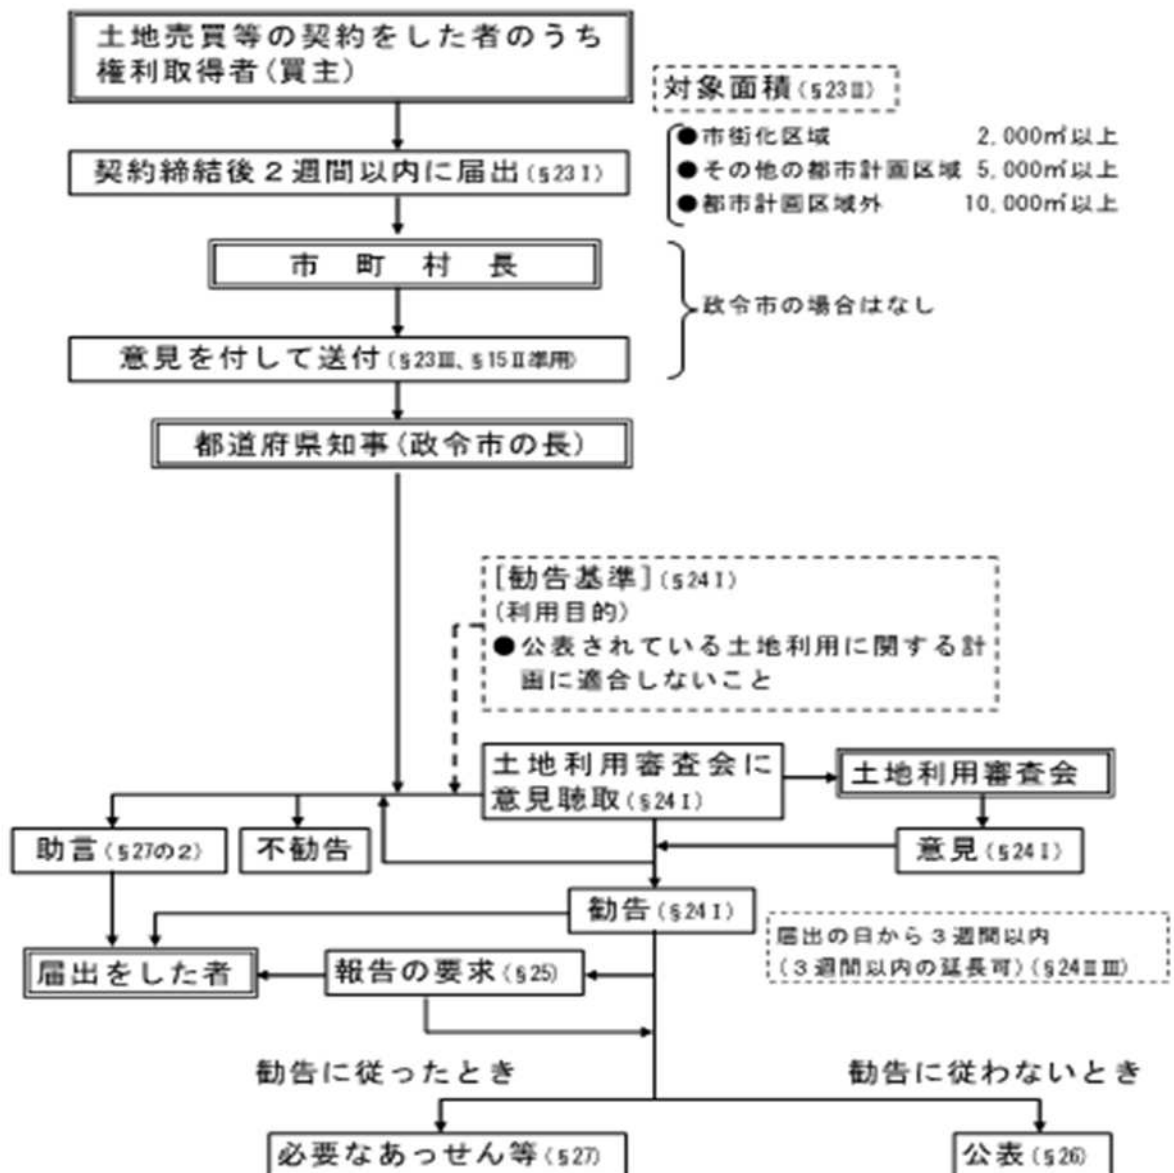 土地売買等の契約をした者のうち
権利取得者(買主)
対象面積(§23Ⅱ)
●市街化区域 2,000㎡以上
●その他の都市計画区域 5,000㎡以上
●都市計画区域外 10,000㎡以上
契約締結後2週間以内に届出(§23Ⅰ)
市町村長
政令市の場合はなし
意見を付して送付(§23Ⅲ、§15Ⅱ準用)
都道府県知事(政令市の長)
[勧告基準](§24Ⅰ)
(利用目的)
●公表されている土地利用に関する計
画に適合しないこと
土地利用審査会に
意見聴取(§24Ⅰ)
土地利用審査会
助言(§27の2)
不勧告
意見(§24Ⅰ)
勧告(§24Ⅰ)
届出の日から3週間以内
(3週間以内の延長可)(§24ⅡⅢ)
届出をした者
報告の要求(§25)
勧告に従ったとき
勧告に従わないとき
必要なあっせん等(§27)
公表(§26)